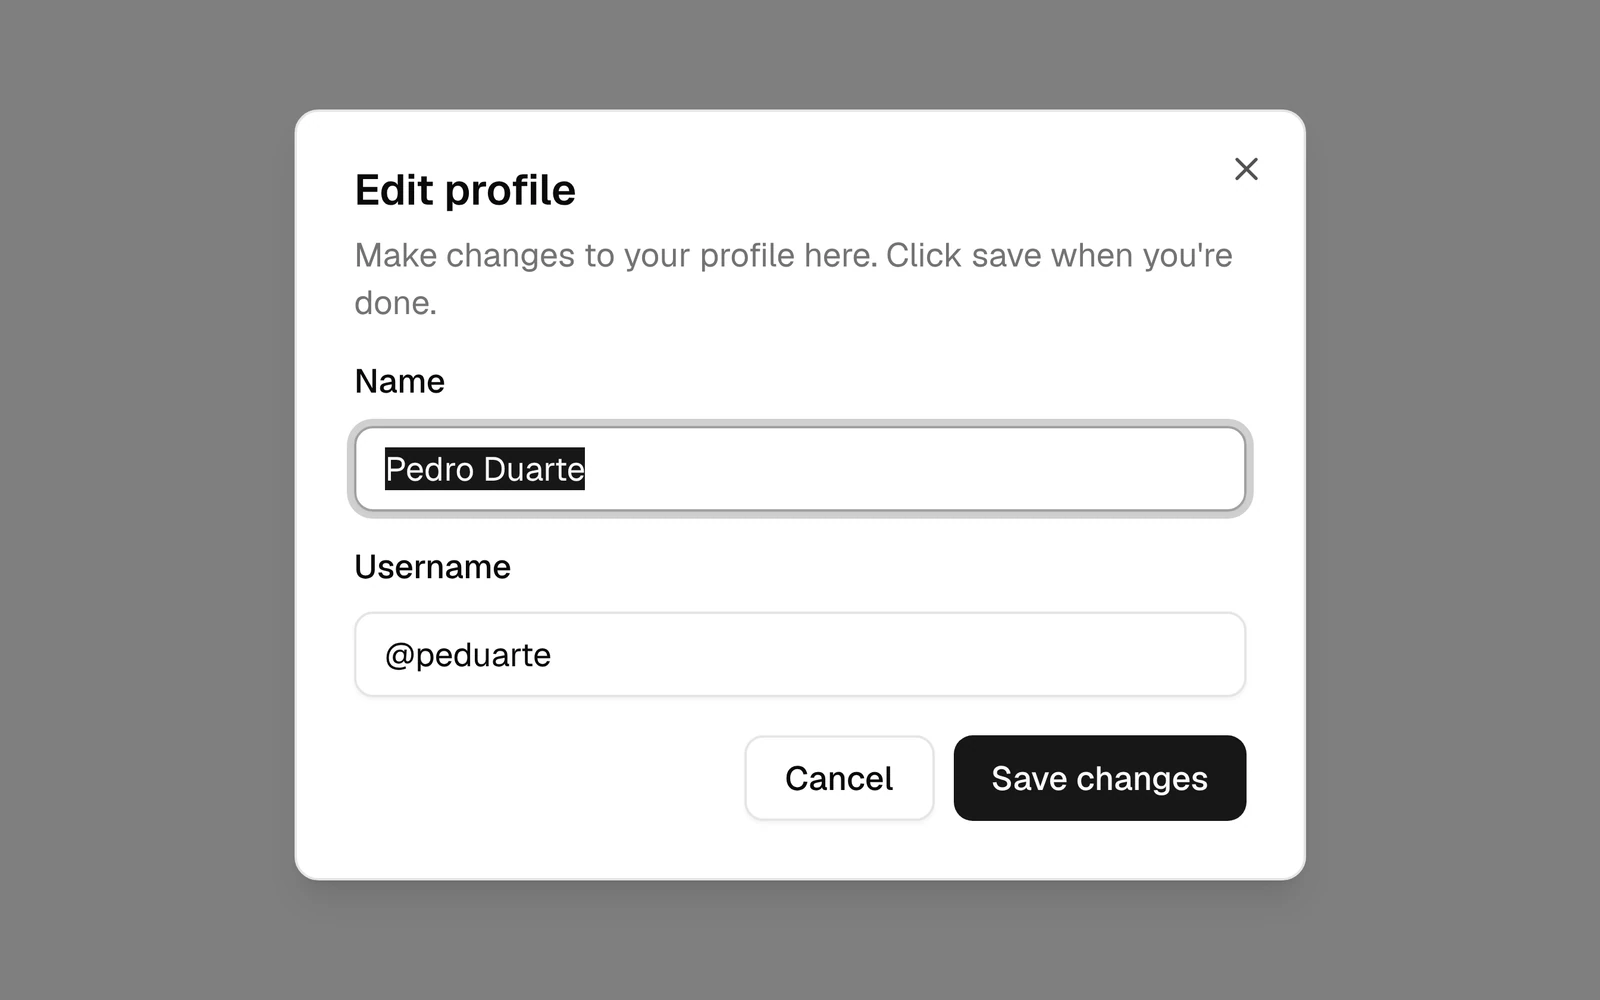 Edit profile
Make changes to your profile here. Click save when you're
done.
Name
Pedro Duarte
Username
@peduarte
Cancel
Save changes